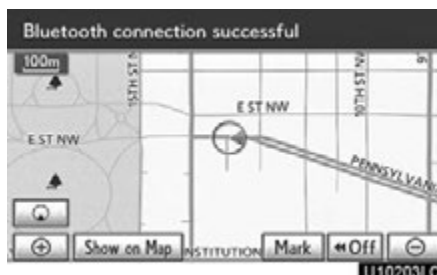 Bluetooth connection successful
100m
15TH ST N
10TH ST N
9T
E ST NW
E ST NW
PENNSYLVAN
Show on Map
NSTITUTION
Mark
Off
U10203LC